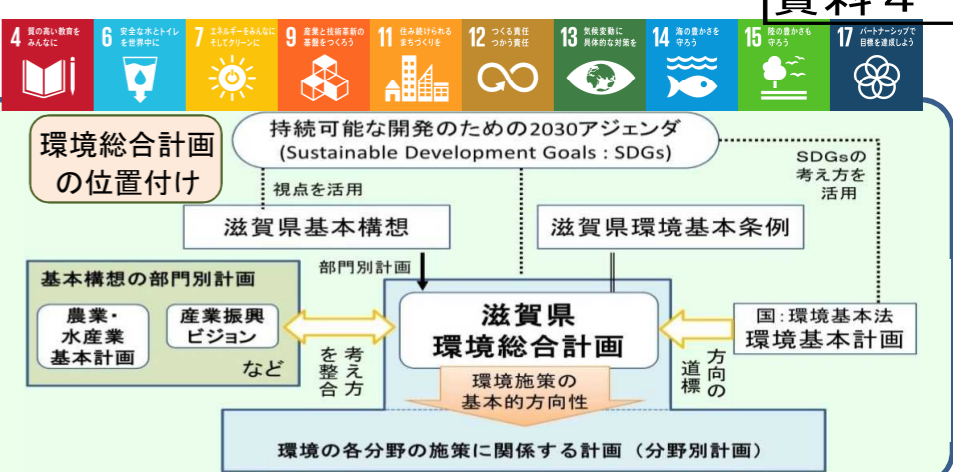 資料４
4 質の高い教育を
みんなに
6 安全な水とトイレ
を世界中に
7 エネルギーをみんなに
そしてクリーンに
9 産業と技術革新の
基盤をつくろう
11 住み続けられる
まちづくりを
12 つくる責任
つかう責任
13 気候変動に
具体的な対策を
14 海の豊かさを
守ろう
15 陸の豊かさも
守ろう
17 パートナーシップで
目標を達成しよう
環境総合計画
の位置付け
持続可能な開発のための2030アジェンダ
(Sustainable Development Goals : SDGs)
SDGsの
考え方を
活用
視点を活用
滋賀県基本構想
滋賀県環境基本条例
部門別計画
基本構想の部門別計画
農業・
水産業
基本計画
産業振興
ビジョン
など
考え方
を整合
滋賀県
環境総合計画
方向の
道標
国：環境基本法
環境基本計画
環境施策の
基本的方向性
環境の各分野の施策に関係する計画（分野別計画）